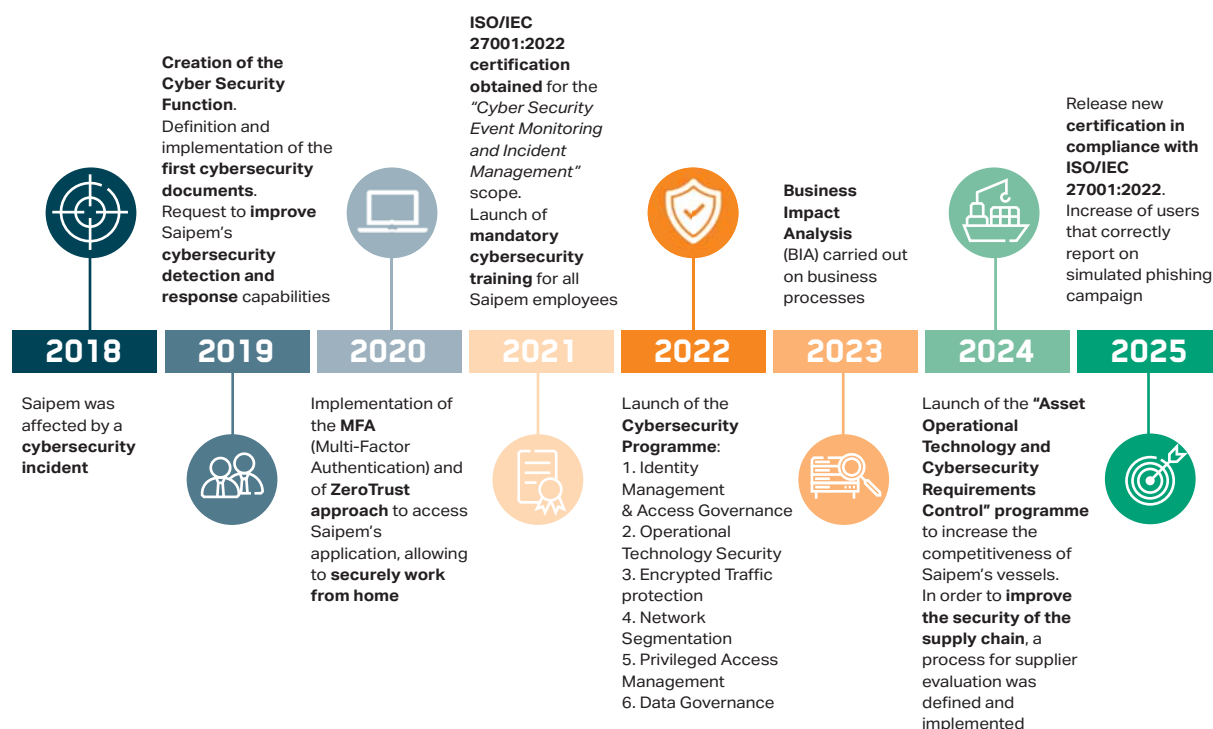 Creation of the
Cyber Security
Function.
Definition and
implementation of the
first cybersecurity
documents.
Request to improve
Saipem's
cybersecurity
detection and
response capabilities
ISO/IEC
27001:2022
certification
obtained for the
"Cyber Security
Event Monitoring
and Incident
Management"
scope.
Launch of
mandatory
cybersecurity
training for all
Saipem employees
Business
Impact
Analysis
(BIA) carried out
on business
processes
Release new
certification in
compliance with
ISO/IEC
27001:2022.
Increase of users
that correctly
report on
simulated phishing
campaign
2018
2019
2020
2021
2022
2023
2024
2025
Saipem was
affected by a
cybersecurity
incident
Implementation of
the MFA
(Multi-Factor
Authentication) and
of ZeroTrust
approach to access
Saipem's
application, allowing
to securely work
from home
Launch of the
Cybersecurity
Programme:
1. Identity
Management
& Access Governance
2. Operational
Technology Security
3. Encrypted Traffic
protection
4. Network
Segmentation
5. Privileged Access
Management
6. Data Governance
Launch of the "Asset
Operational
Technology and
Cybersecurity
Requirements
Control" programme
to increase the
competitiveness of
Saipem's vessels.
In order to improve
the security of the
supply chain, a
process for supplier
evaluation was
defined and
implemented